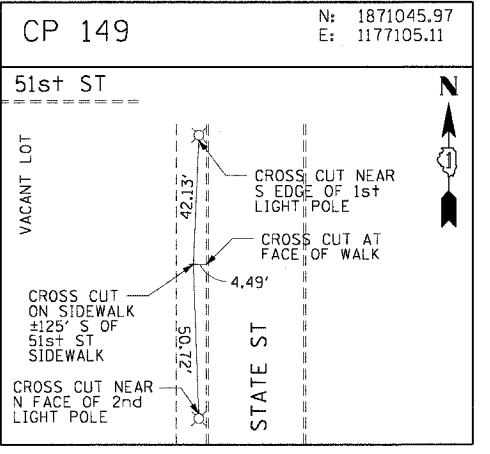 CP 149
N: 1871045.97
E: 1177105.11
51st ST
N
VACANT LOT
42.13'
CROSS CUT NEAR
S EDGE OF 1st
LIGHT POLE
CROSS CUT AT
FACE OF WALK
4.49'
CROSS CUT
ON SIDEWALK
±125' S OF
51st ST
SIDEWALK
50.72'
STATE ST
CROSS CUT NEAR
N FACE OF 2nd
LIGHT POLE